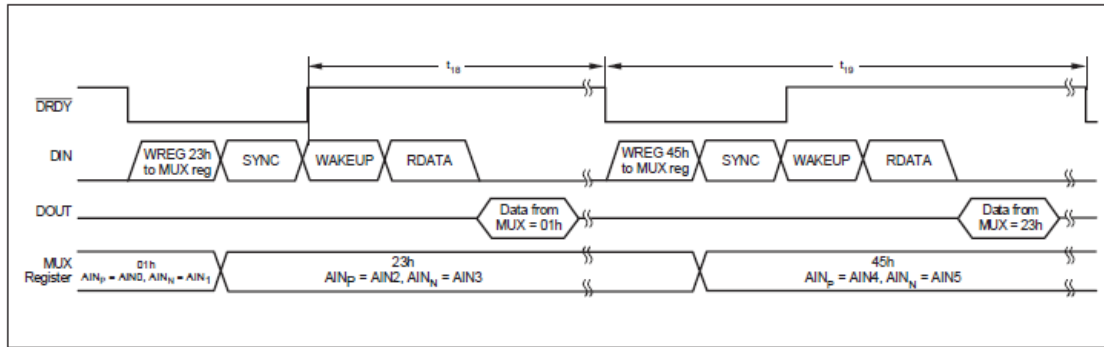 t18
t19
DRDY
DIN
WREG 23h
to MUX reg
SYNC
WAKEUP
RDATA
WREG 45h
to MUX reg
SYNC
WAKEUP
RDATA
DOUT
Data from
MUX = 01h
Data from
MUX = 23h
MUX
Register
01h
AINP = AIN0, AINN = AIN1
23h
AINP = AIN2, AINN = AIN3
45h
AINP = AIN4, AINN = AIN5